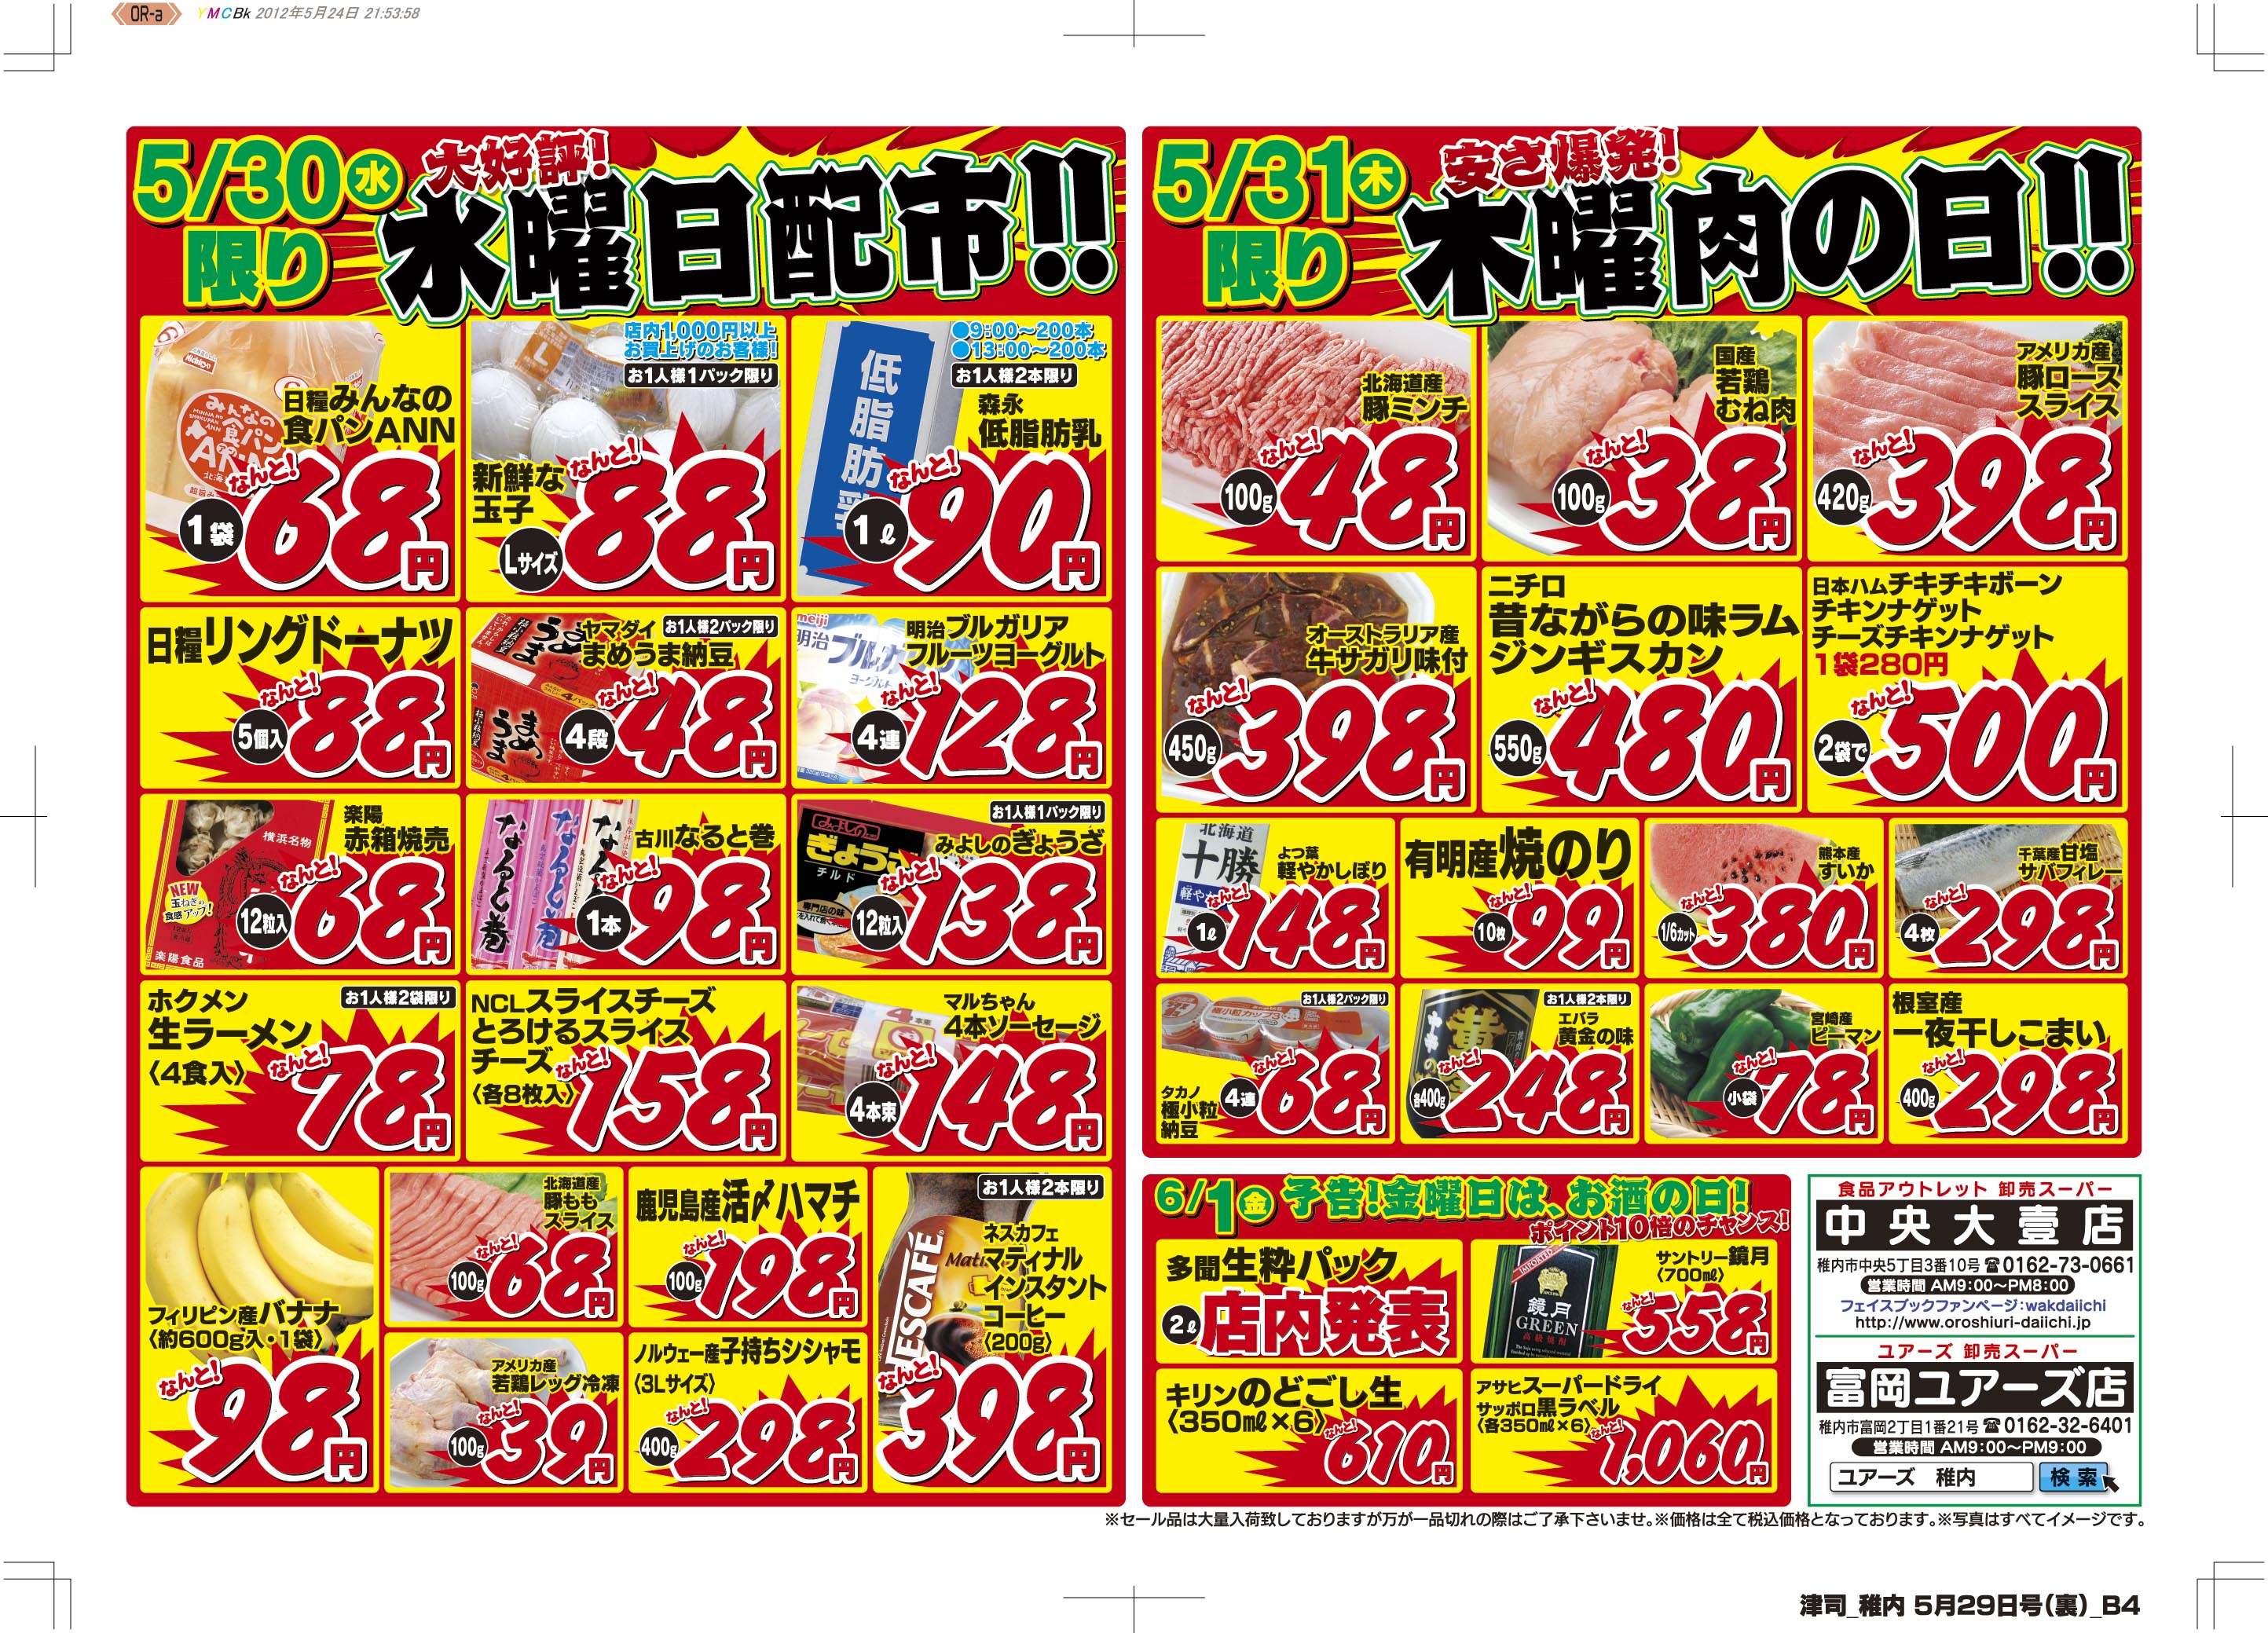 OR-a YMCBk 2012年5月24日 21:53:58
5/30水
限り
大好評!
水曜日配市!!
日糧みんなの
食パンANN
なんと!
1袋
68円
店内1,000円以上
お買上げのお客様!
お1人様1パック限り
新鮮な
玉子
なんと!
Lサイズ
88円
●9:00〜200本
●13:00〜200本
お1人様2本限り
低脂肪乳
森永
低脂肪乳
なんと!
1ℓ
90円
日糧リングドーナツ
なんと!
5個入
88円
ヤマダイ
お1人様2パック限り
まめうま納豆
なんと!
4段
48円
明治ブルガリア
フルーツヨーグルト
なんと!
4連
128円
楽陽
赤箱焼売
横浜名物
NEW
玉ねぎの
食感アップ!
楽陽食品
なんと!
12粒入
68円
古川なると巻
なると巻
なんと!
1本
98円
お1人様1パック限り
みよしのぎょうざ
チルド
専門店の味
なんと!
12粒入
138円
ホクメン
お1人様2袋限り
生ラーメン
〈4食入〉
なんと!
78円
NCLスライスチーズ
とろけるスライス
チーズ
〈各8枚入〉
なんと!
158円
マルちゃん
4本ソーセージ
なんと!
4本束
148円
フィリピン産バナナ
〈約600g入・1袋〉
なんと!
98円
北海道産
豚もも
スライス
なんと!
100g
68円
鹿児島産活〆ハマチ
なんと!
100g
198円
アメリカ産
若鶏レッグ冷凍
なんと!
100g
39円
ノルウェー産子持ちシシャモ
〈3Lサイズ〉
なんと!
400g
298円
お1人様2本限り
NESCAFÉ
ネスカフェ
マティナル
インスタント
コーヒー
〈200g〉
なんと!
398円
5/31木
限り
安さ爆発!
木曜肉の日!!
北海道産
豚ミンチ
なんと!
100g
48円
国産
若鶏
むね肉
なんと!
100g
38円
アメリカ産
豚ロース
スライス
なんと!
420g
398円
オーストラリア産
牛サガリ味付
なんと!
450g
398円
ニチロ
昔ながらの味ラム
ジンギスカン
なんと!
550g
480円
日本ハムチキチキボーン
チキンナゲット
チーズチキンナゲット
1袋280円
なんと!
2袋で
500円
北海道
十勝
よつ葉
軽やかしぼり
なんと!
1ℓ
148円
有明産焼のり
なんと!
10枚
99円
熊本産
すいか
なんと!
1/6カット
380円
千葉産甘塩
サバフィレー
なんと!
4枚
298円
お1人様2パック限り
タカノ
極小粒
納豆
なんと!
4連
68円
お1人様2本限り
エバラ
黄金の味
なんと!
各400g
248円
宮崎産
ピーマン
なんと!
小袋
78円
根室産
一夜干しこまい
なんと!
400g
298円
6/1金 予告!金曜日は、お酒の日!
ポイント10倍のチャンス!
多聞生粋パック
2ℓ
店内発表
IMPORTED
鏡月
GREEN
高級焼酎
サントリー鏡月
〈700㎖〉
なんと!
558円
キリンのどごし生
〈350㎖×6〉
なんと!
610円
アサヒスーパードライ
サッポロ黒ラベル
〈各350㎖×6〉
なんと!
1,060円
食品アウトレット 卸売スーパー
中央大壹店
稚内市中央5丁目3番10号 ☎0162-73-0661
営業時間 AM9:00〜PM8:00
フェイスブックファンページ:wakdaiichi
http://www.oroshiuri-daiichi.jp
ユアーズ 卸売スーパー
富岡ユアーズ店
稚内市富岡2丁目1番21号 ☎0162-32-6401
営業時間 AM9:00〜PM9:00
ユアーズ 稚内 検索
※セール品は大量入荷致しておりますが万が一品切れの際はご了承下さいませ。※価格は全て税込価格となっております。※写真はすべてイメージです。
津司_稚内 5月29日号(裏)_B4